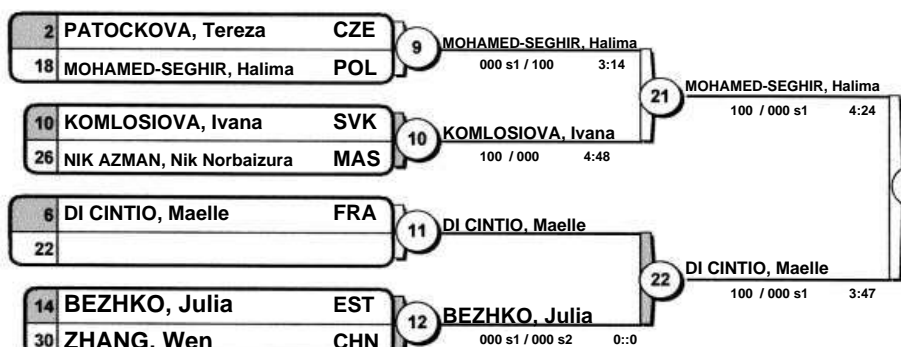 2 PATOCKOVA, Tereza CZE
18 MOHAMED-SEGHIR, Halima POL
9
MOHAMED-SEGHIR, Halima
000 s1 / 100 3:14
10 KOMLOSIOVA, Ivana SVK
26 NIK AZMAN, Nik Norbaizura MAS
10
KOMLOSIOVA, Ivana
100 / 000 4:48
21
MOHAMED-SEGHIR, Halima
100 / 000 s1 4:24
6 DI CINTIO, Maelle FRA
22
11
DI CINTIO, Maelle
14 BEZHKO, Julia EST
30 ZHANG, Wen CHN
12
BEZHKO, Julia
000 s1 / 000 s2 0::0
22
DI CINTIO, Maelle
100 / 000 s1 3:47